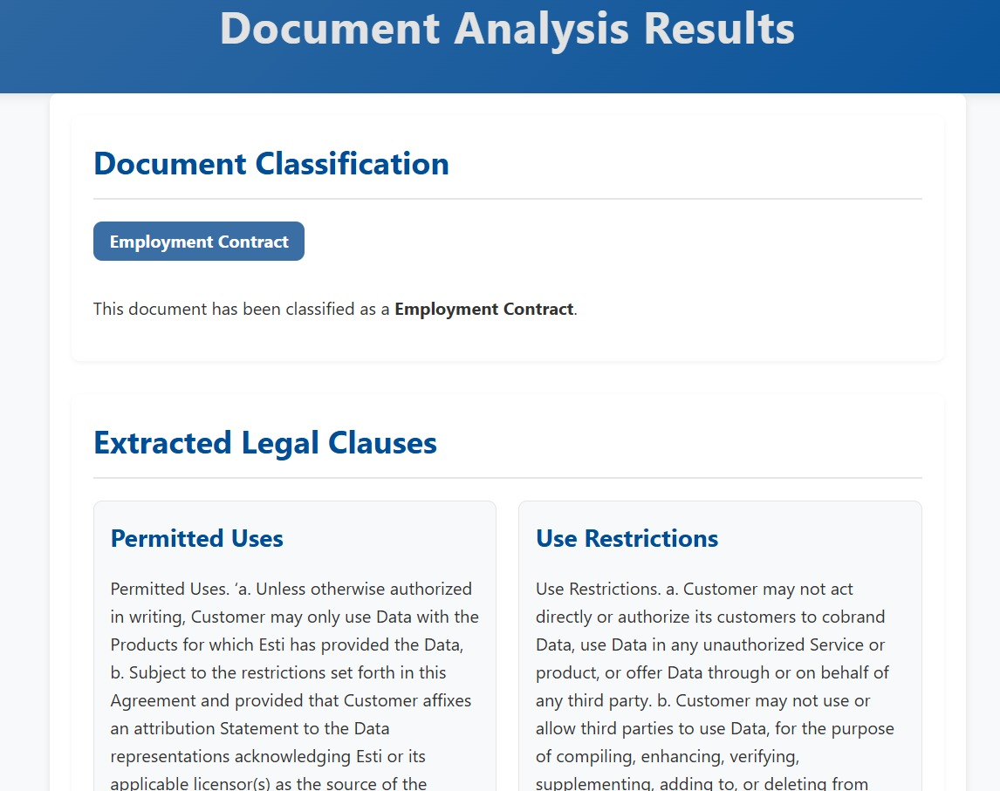 Document Analysis Results
Document Classification
Employment Contract
This document has been classified as a Employment Contract.
Extracted Legal Clauses
Permitted Uses
Permitted Uses. ‘a. Unless otherwise authorized
in writing, Customer may only use Data with the
Products for which Esti has provided the Data,
b. Subject to the restrictions set forth in this
Agreement and provided that Customer affixes
an attribution Statement to the Data
representations acknowledging Esti or its
applicable licensor(s) as the source of the
Use Restrictions
Use Restrictions. a. Customer may not act
directly or authorize its customers to cobrand
Data, use Data in any unauthorized Service or
product, or offer Data through or on behalf of
any third party. b. Customer may not use or
allow third parties to use Data, for the purpose
of compiling, enhancing, verifying,
supplementing, adding to, or deleting from